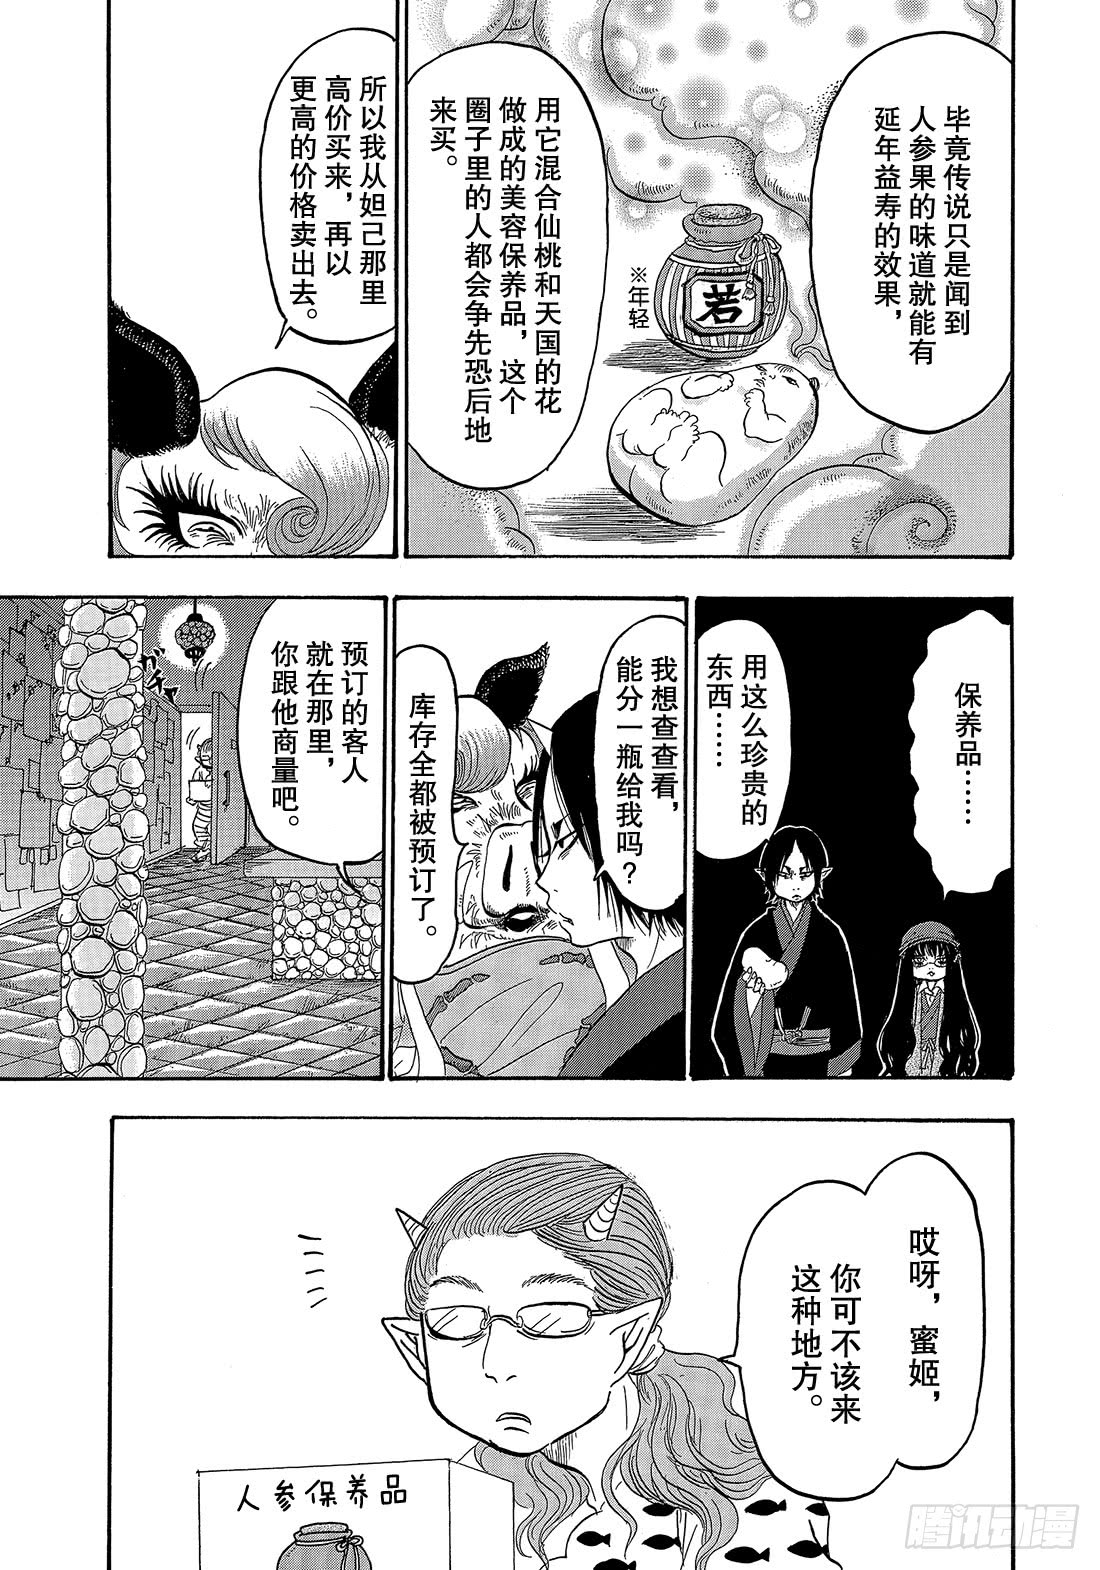 毕竟传说只是闻到
人参果的味道就能有
延年益寿的效果，
用它混合仙桃和天国的花
做成的美容保养品，这个
圈子里的人都会争先恐后地
来买。
若
※年轻
所以我从妲己那里
高价买来，再以
更高的价格卖出去。
保养品……
用这么珍贵的
东西……
我想查查看，
能分一瓶给我吗？
库存全都被预订了。
预订的客人
就在那里，
你跟他商量吧。
ガチャ
哎呀，蜜姬，
你可不该来
这种地方。
人参保养品
腾讯动漫